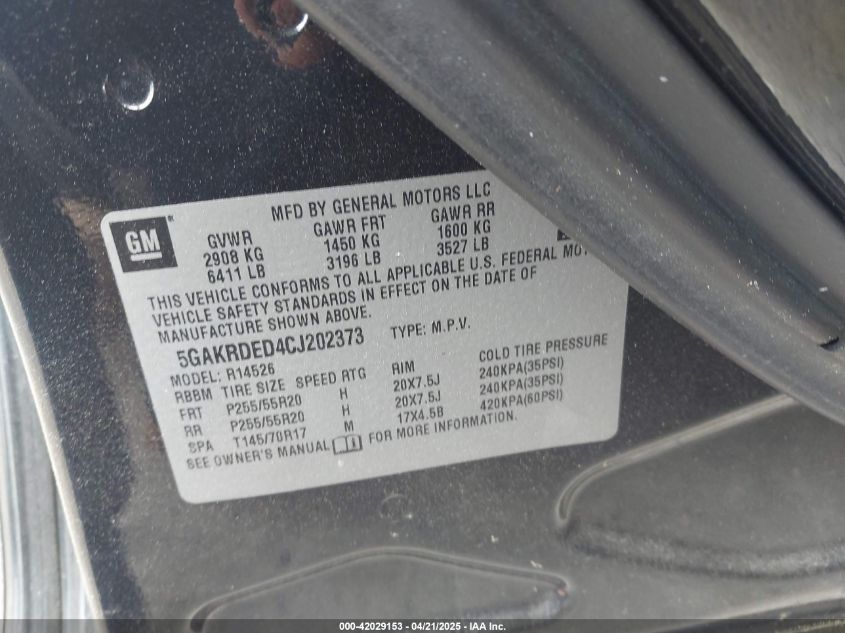 MFD BY GENERAL MOTORS LLC
GM
GVWR GAWR FRT GAWR RR
2908 KG 1450 KG 1600 KG
6411 LB 3196 LB 3527 LB
THIS VEHICLE CONFORMS TO ALL APPLICABLE U.S. FEDERAL
VEHICLE SAFETY STANDARDS IN EFFECT ON THE DATE OF
MANUFACTURE SHOWN ABOVE.
5GAKRDED4CJ202373 TYPE: M.P.V.
MODEL: R14526
RBBM TIRE SIZE SPEED RTG RIM COLD TIRE PRESSURE
FRT P255/55R20 H 20X7.5J 240KPA(35PSI)
RR P255/55R20 H 20X7.5J 240KPA(35PSI)
SPA T145/70R17 M 17X4.5B 420KPA(60PSI)
SEE OWNER'S MANUAL FOR MORE INFORMATION.
000-42029153 - 04/21/2025 - IAA Inc.